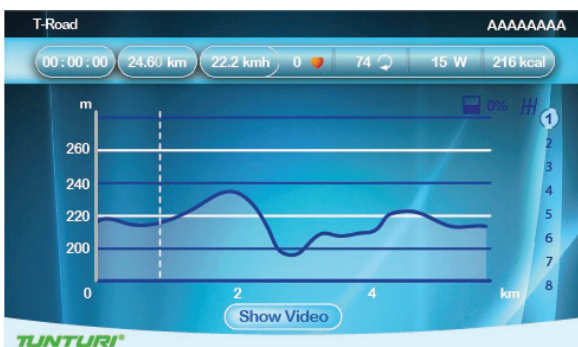 T-Road AAAAAAAA
00:00:00 24.60 km 22.2 kmh 0 74 15 W 216 kcal
m 0% 1
2
260 3
240 4
220 5
6
200 7
8
0 2 4 km
Show Video
TUNTURI®